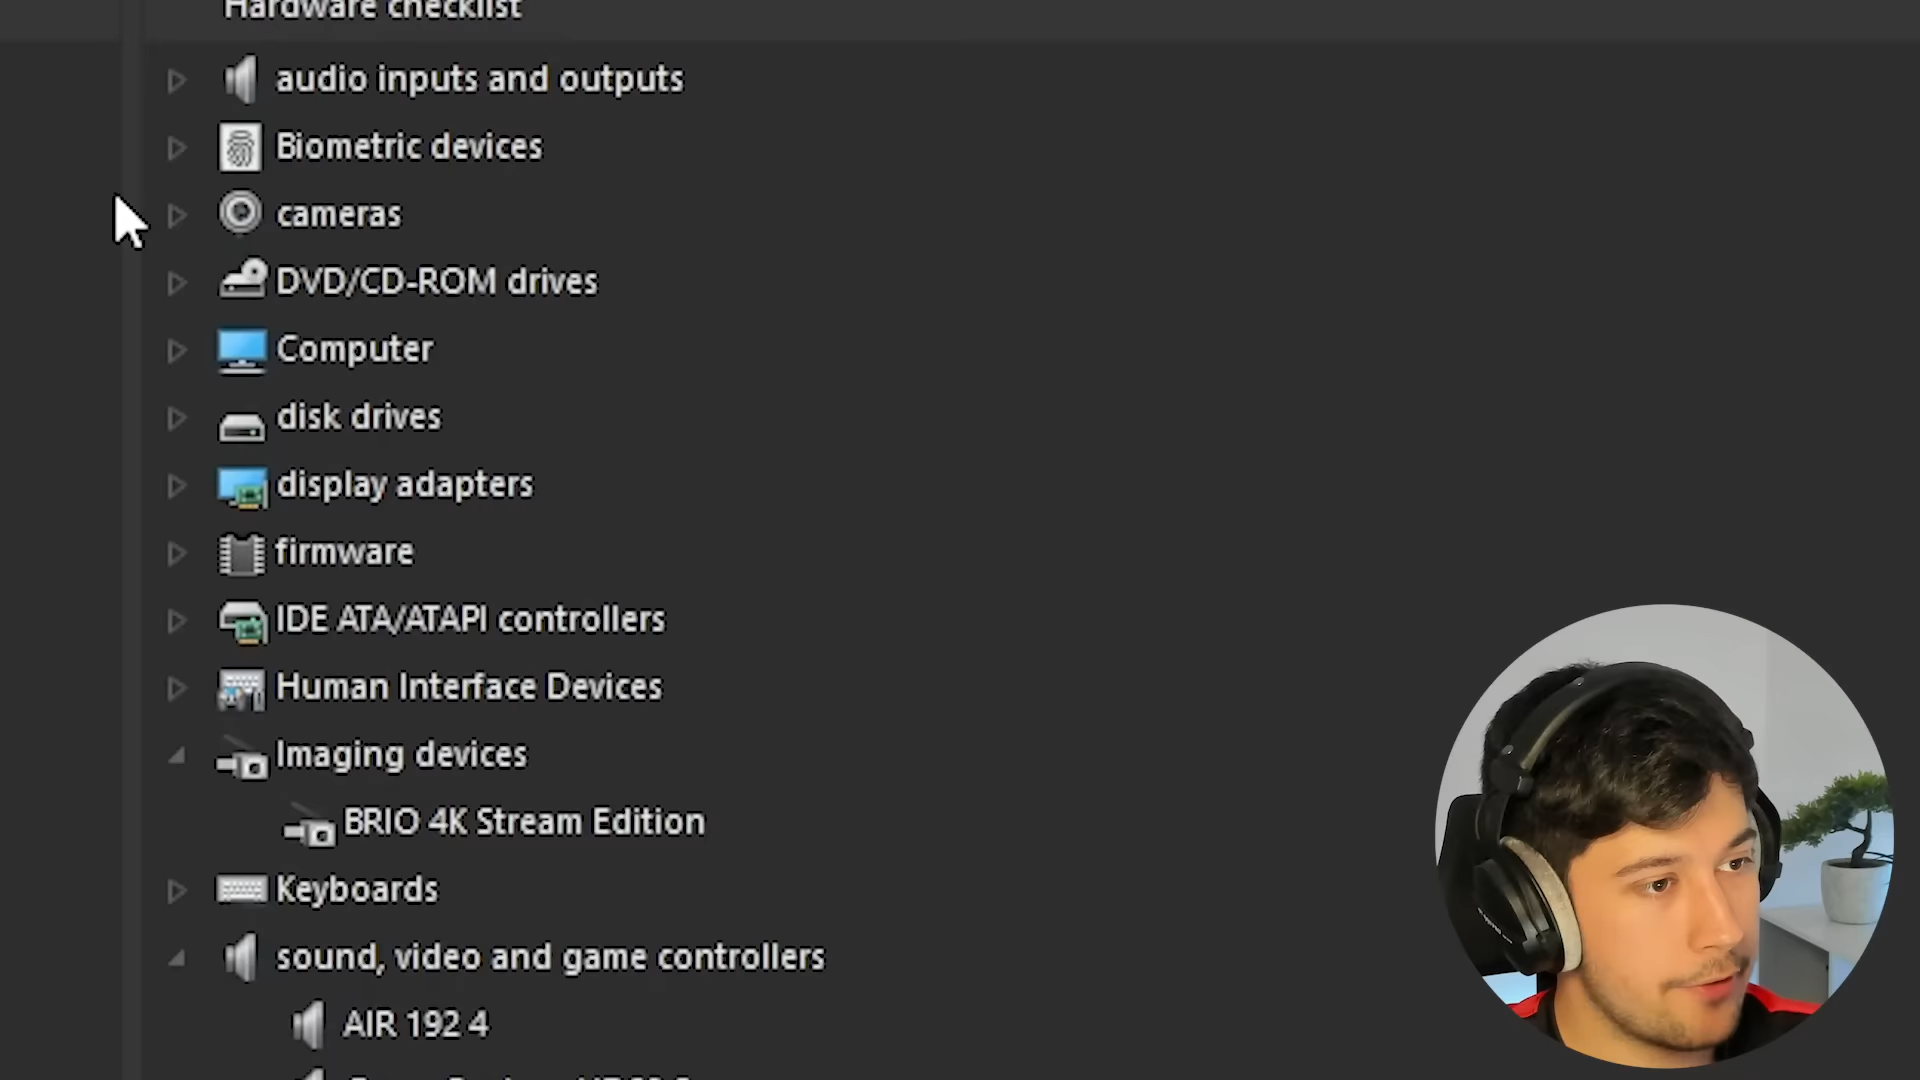 Hardware checklist
audio inputs and outputs
Biometric devices
cameras
DVD/CD-ROM drives
Computer
disk drives
display adapters
firmware
IDE ATA/ATAPI controllers
Human Interface Devices
Imaging devices
BRIO 4K Stream Edition
Keyboards
sound, video and game controllers
AIR 192 4